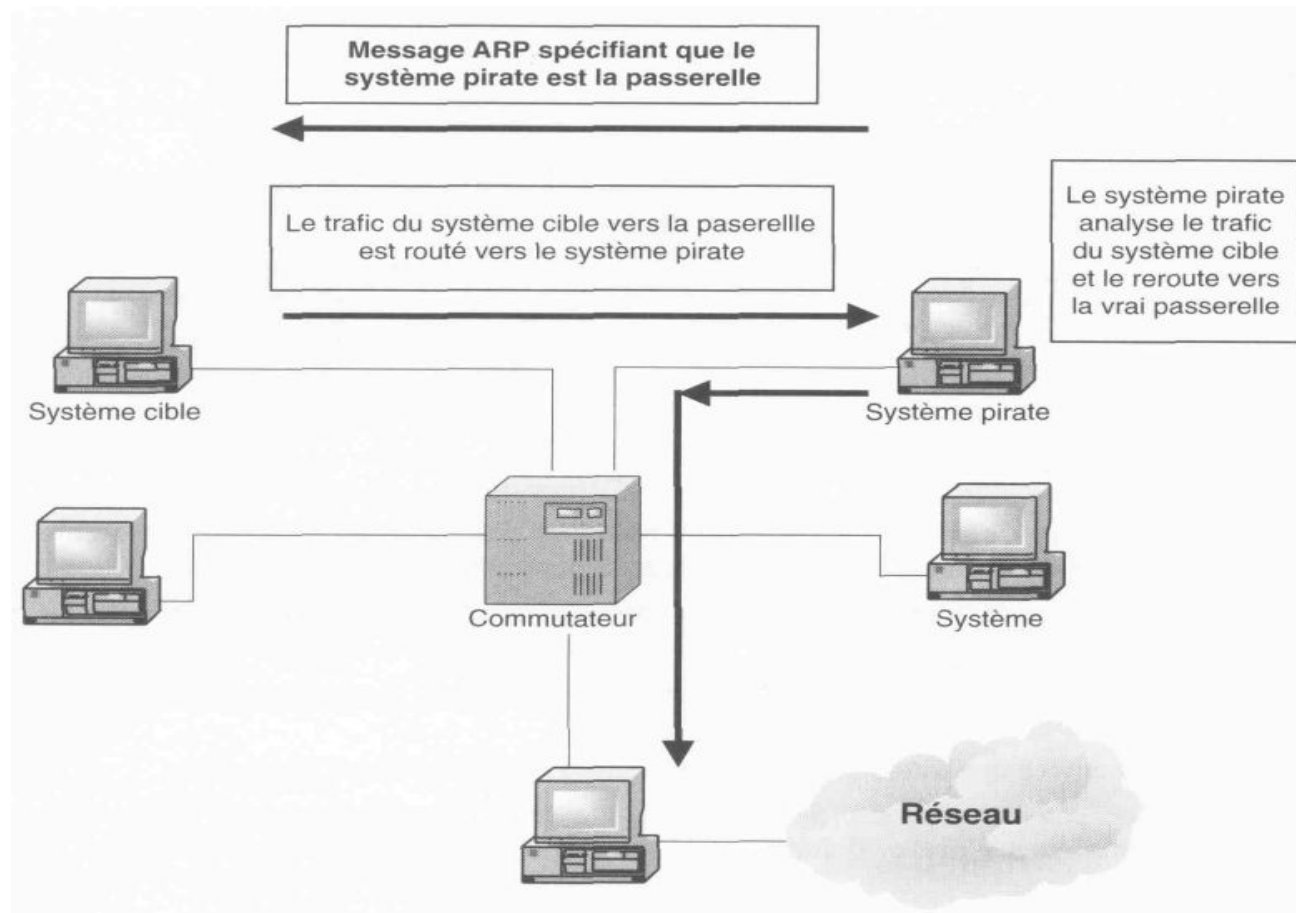 Message ARP spécifiant que le
système pirate est la passerelle
Le trafic du système cible vers la paserellle
est routé vers le système pirate
Le système pirate
analyse le trafic
du système cible
et le reroute vers
la vrai passerelle
Système cible
Système pirate
Commutateur
Système
Réseau